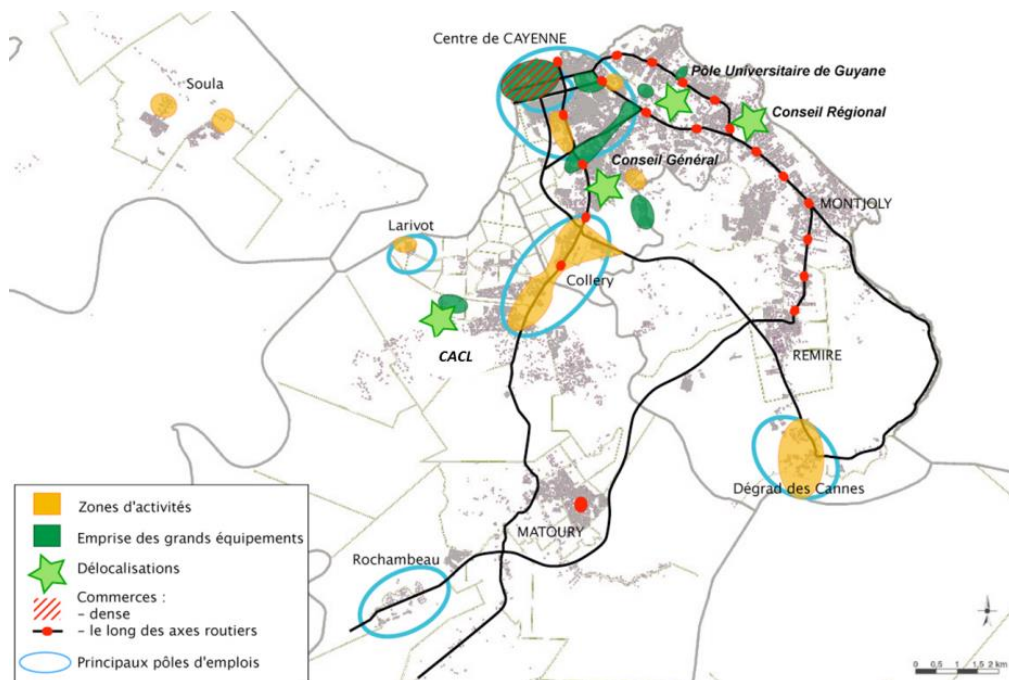 Centre de CAYENNE
Pôle Universitaire de Guyane
Soula
Conseil Régional
Conseil Général
MONTJOLY
Larivot
Collery
CACL
REMIRE
Dégrad des Cannes
MATOURY
Rochambeau
Zones d'activités
Emprise des grands équipements
Délocalisations
Commerces :
- dense
- le long des axes routiers
Principaux pôles d'emplois
0 0,5 1 1,5 2 km